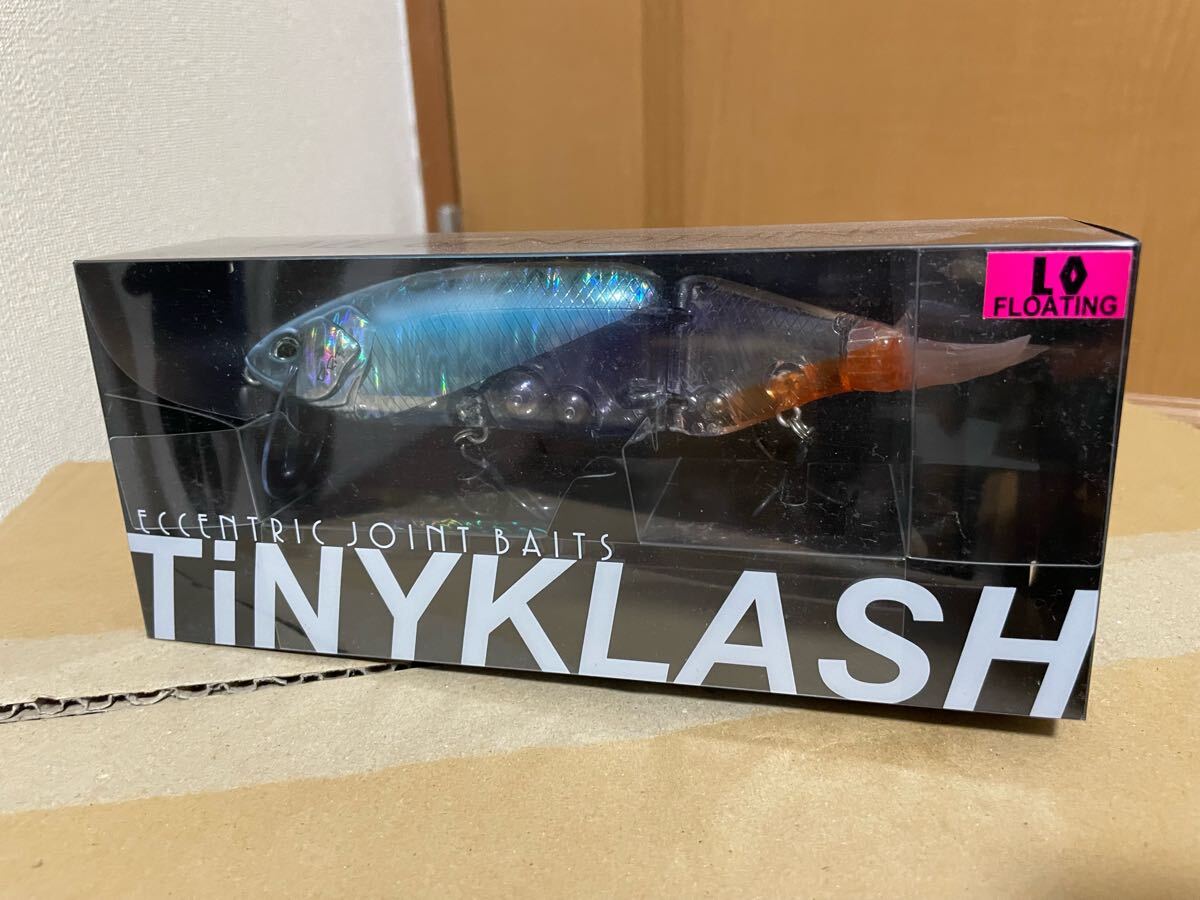 LO
FLOATING
ECCENTRIC JOINT BAITS
TiNYKLASH